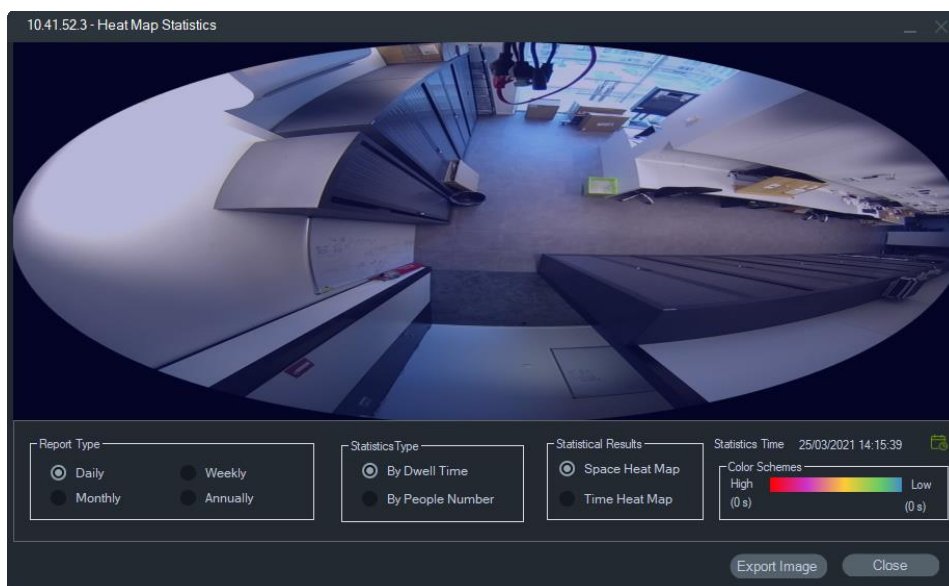 10.41.52.3 - Heat Map Statistics
Report Type
Daily
Weekly
Monthly
Annually
StatisticsType
By Dwell Time
By People Number
Statistical Results
Space Heat Map
Time Heat Map
Statistics Time 25/03/2021 14:15:39
Color Schemes
High Low
(0 s) (0 s)
Export Image Close